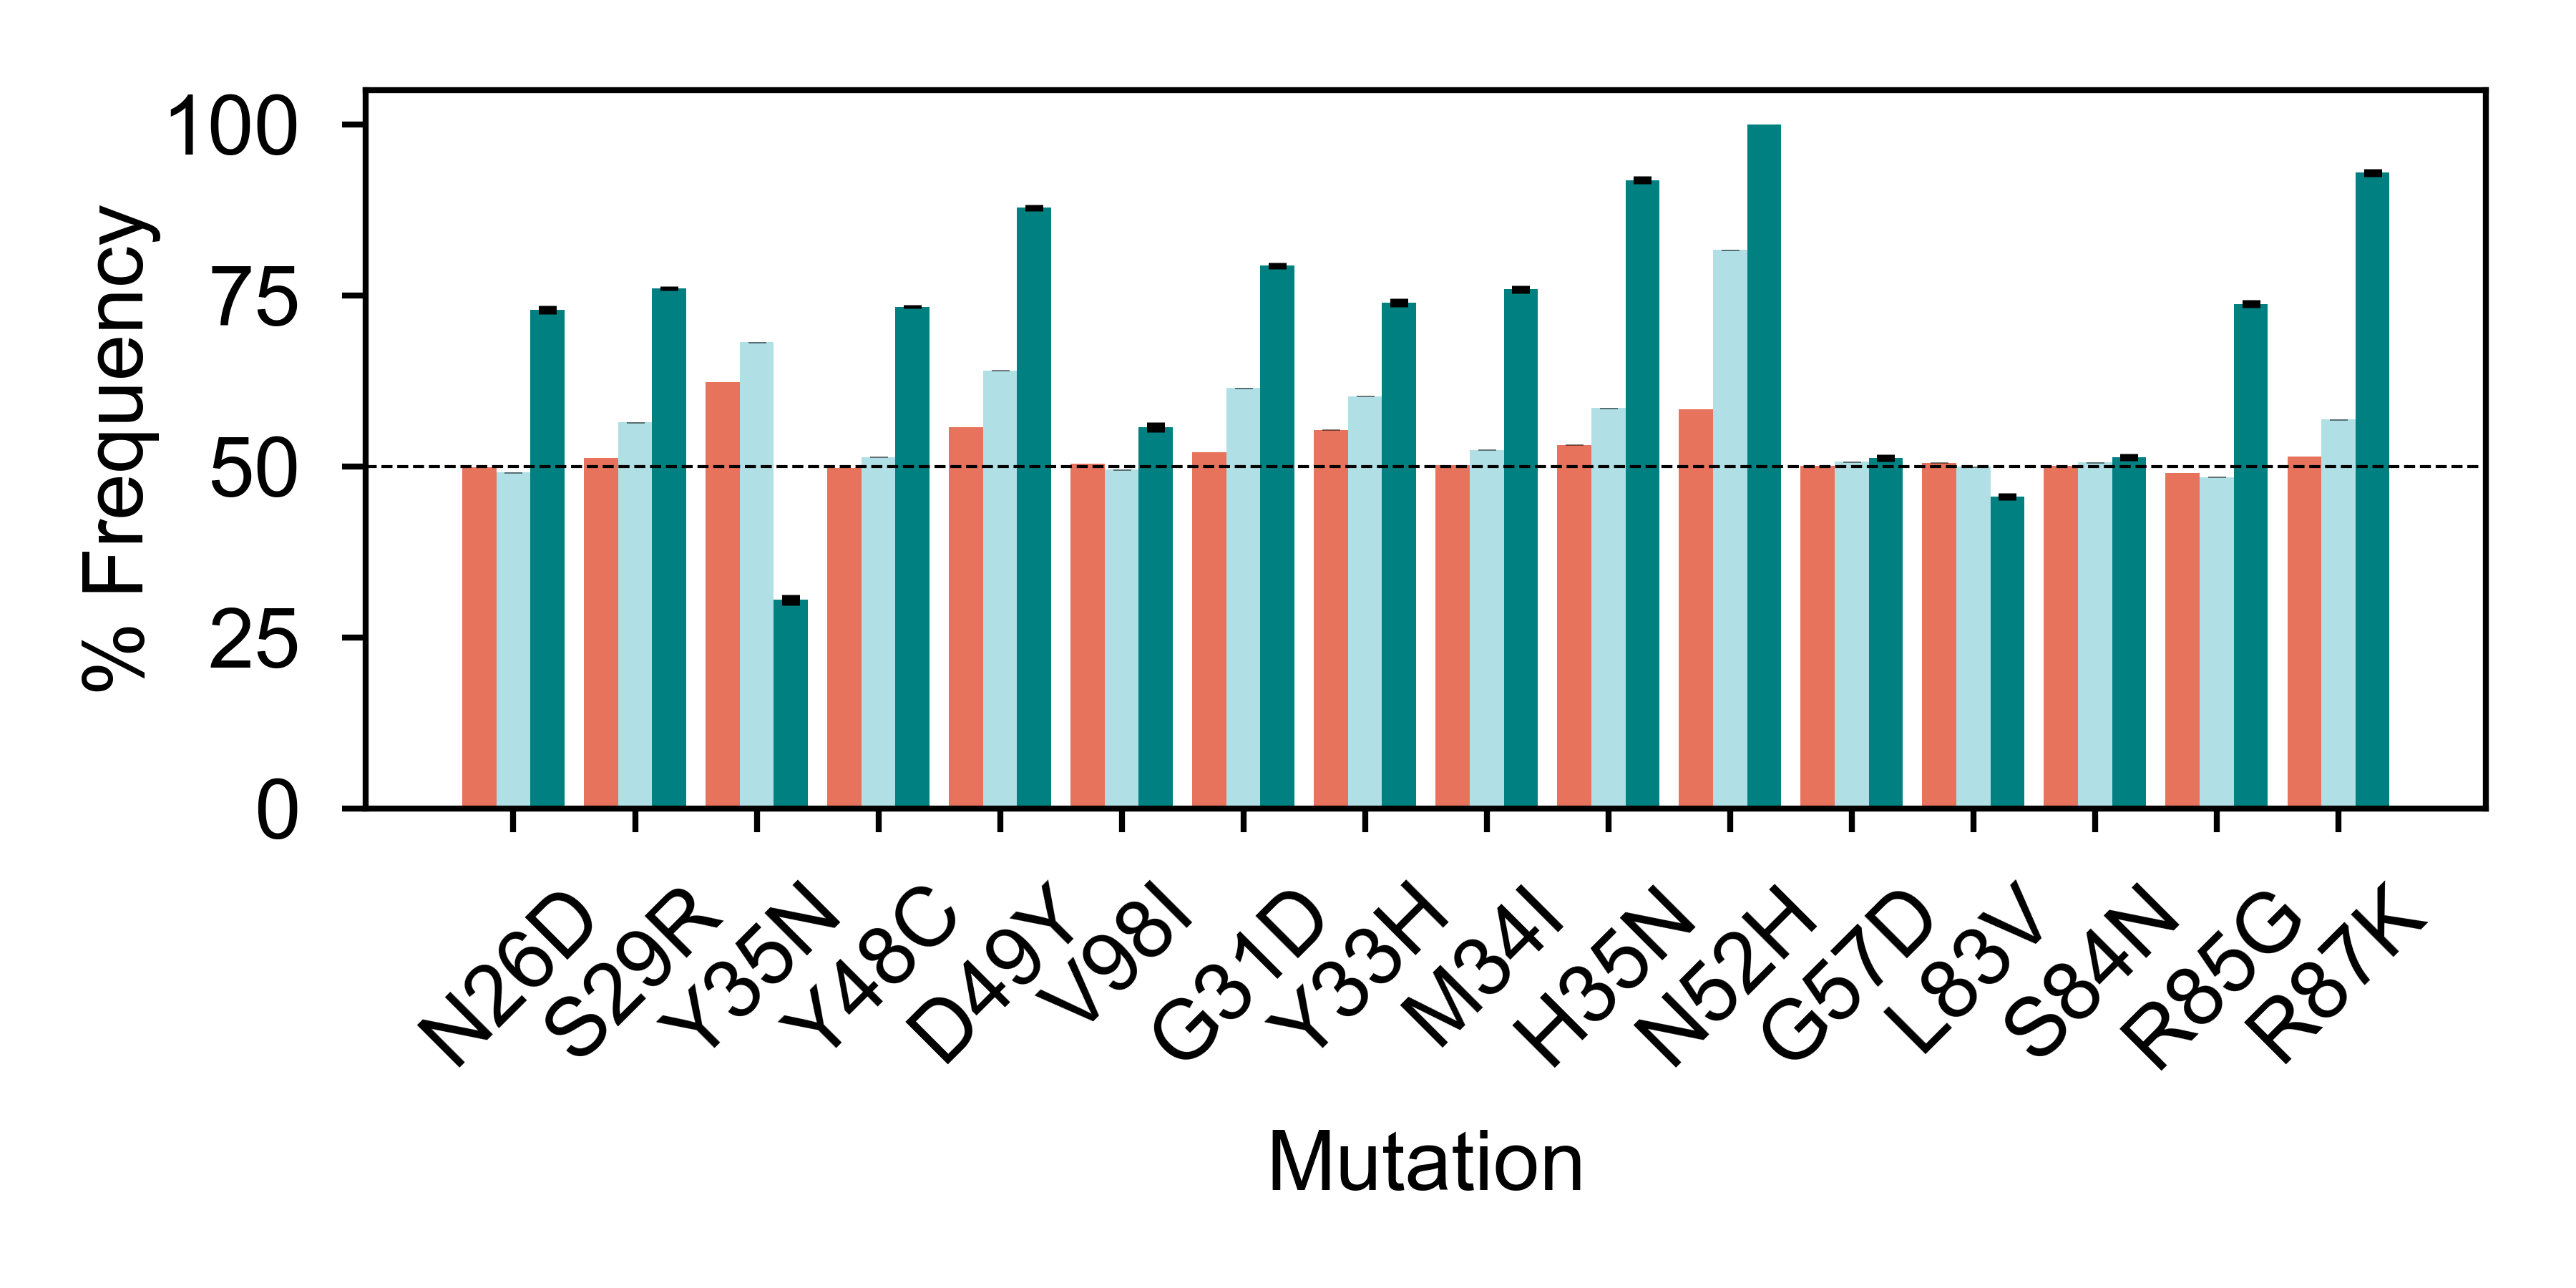 % Frequency
100
75
50
25
0
N26D
S29R
Y35N
Y48C
D49Y
V98I
G31D
Y33H
M34I
H35N
N52H
G57D
L83V
S84N
R85G
R87K
Mutation